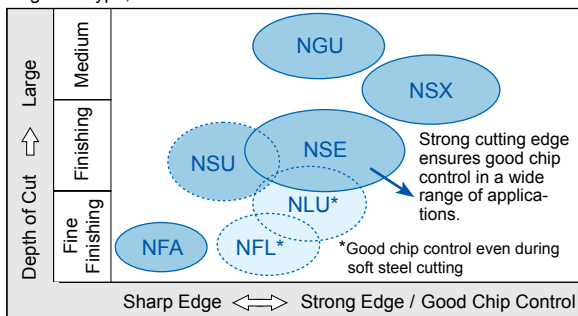 Large
Depth of Cut
Medium
Finishing
Fine
Finishing
NGU
NSX
NSU
NSE
NLU*
NFA
NFL*
Strong cutting edge
ensures good chip
control in a wide
range of applica-
tions.
*Good chip control even during
soft steel cutting
Sharp Edge
Strong Edge / Good Chip Control